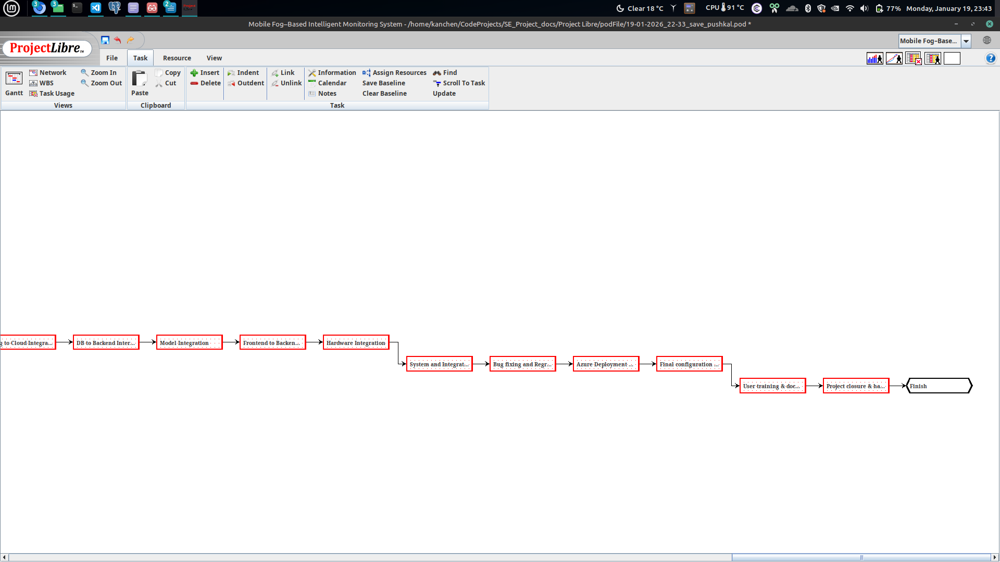 3
3
2
Project Libre
Clear 18 °C
CPU 91 °C
77%
Monday, January 19, 23:43
Mobile Fog-Based Intelligent Monitoring System - /home/kanchen/CodeProjects/SE_Project_docs/Project Libre/podFile/19-01-2026_22-33_save_pushkal.pod *
ProjectLibre™
Mobile Fog-Base...
File
Task
Resource
View
Gantt
Network
WBS
Task Usage
Zoom In
Zoom Out
Views
Paste
Copy
Cut
Clipboard
Insert
Delete
Indent
Outdent
Link
Unlink
Information
Calendar
Notes
Assign Resources
Save Baseline
Clear Baseline
Find
Scroll To Task
Update
Task
g to Cloud Integra...
DB to Backend Inter...
Model Integration
Frontend to Backen...
Hardware Integration
System and Integrat...
Bug fixing and Regr...
Azure Deployment ...
Final configuration ...
User training & doc...
Project closure & ha...
Finish